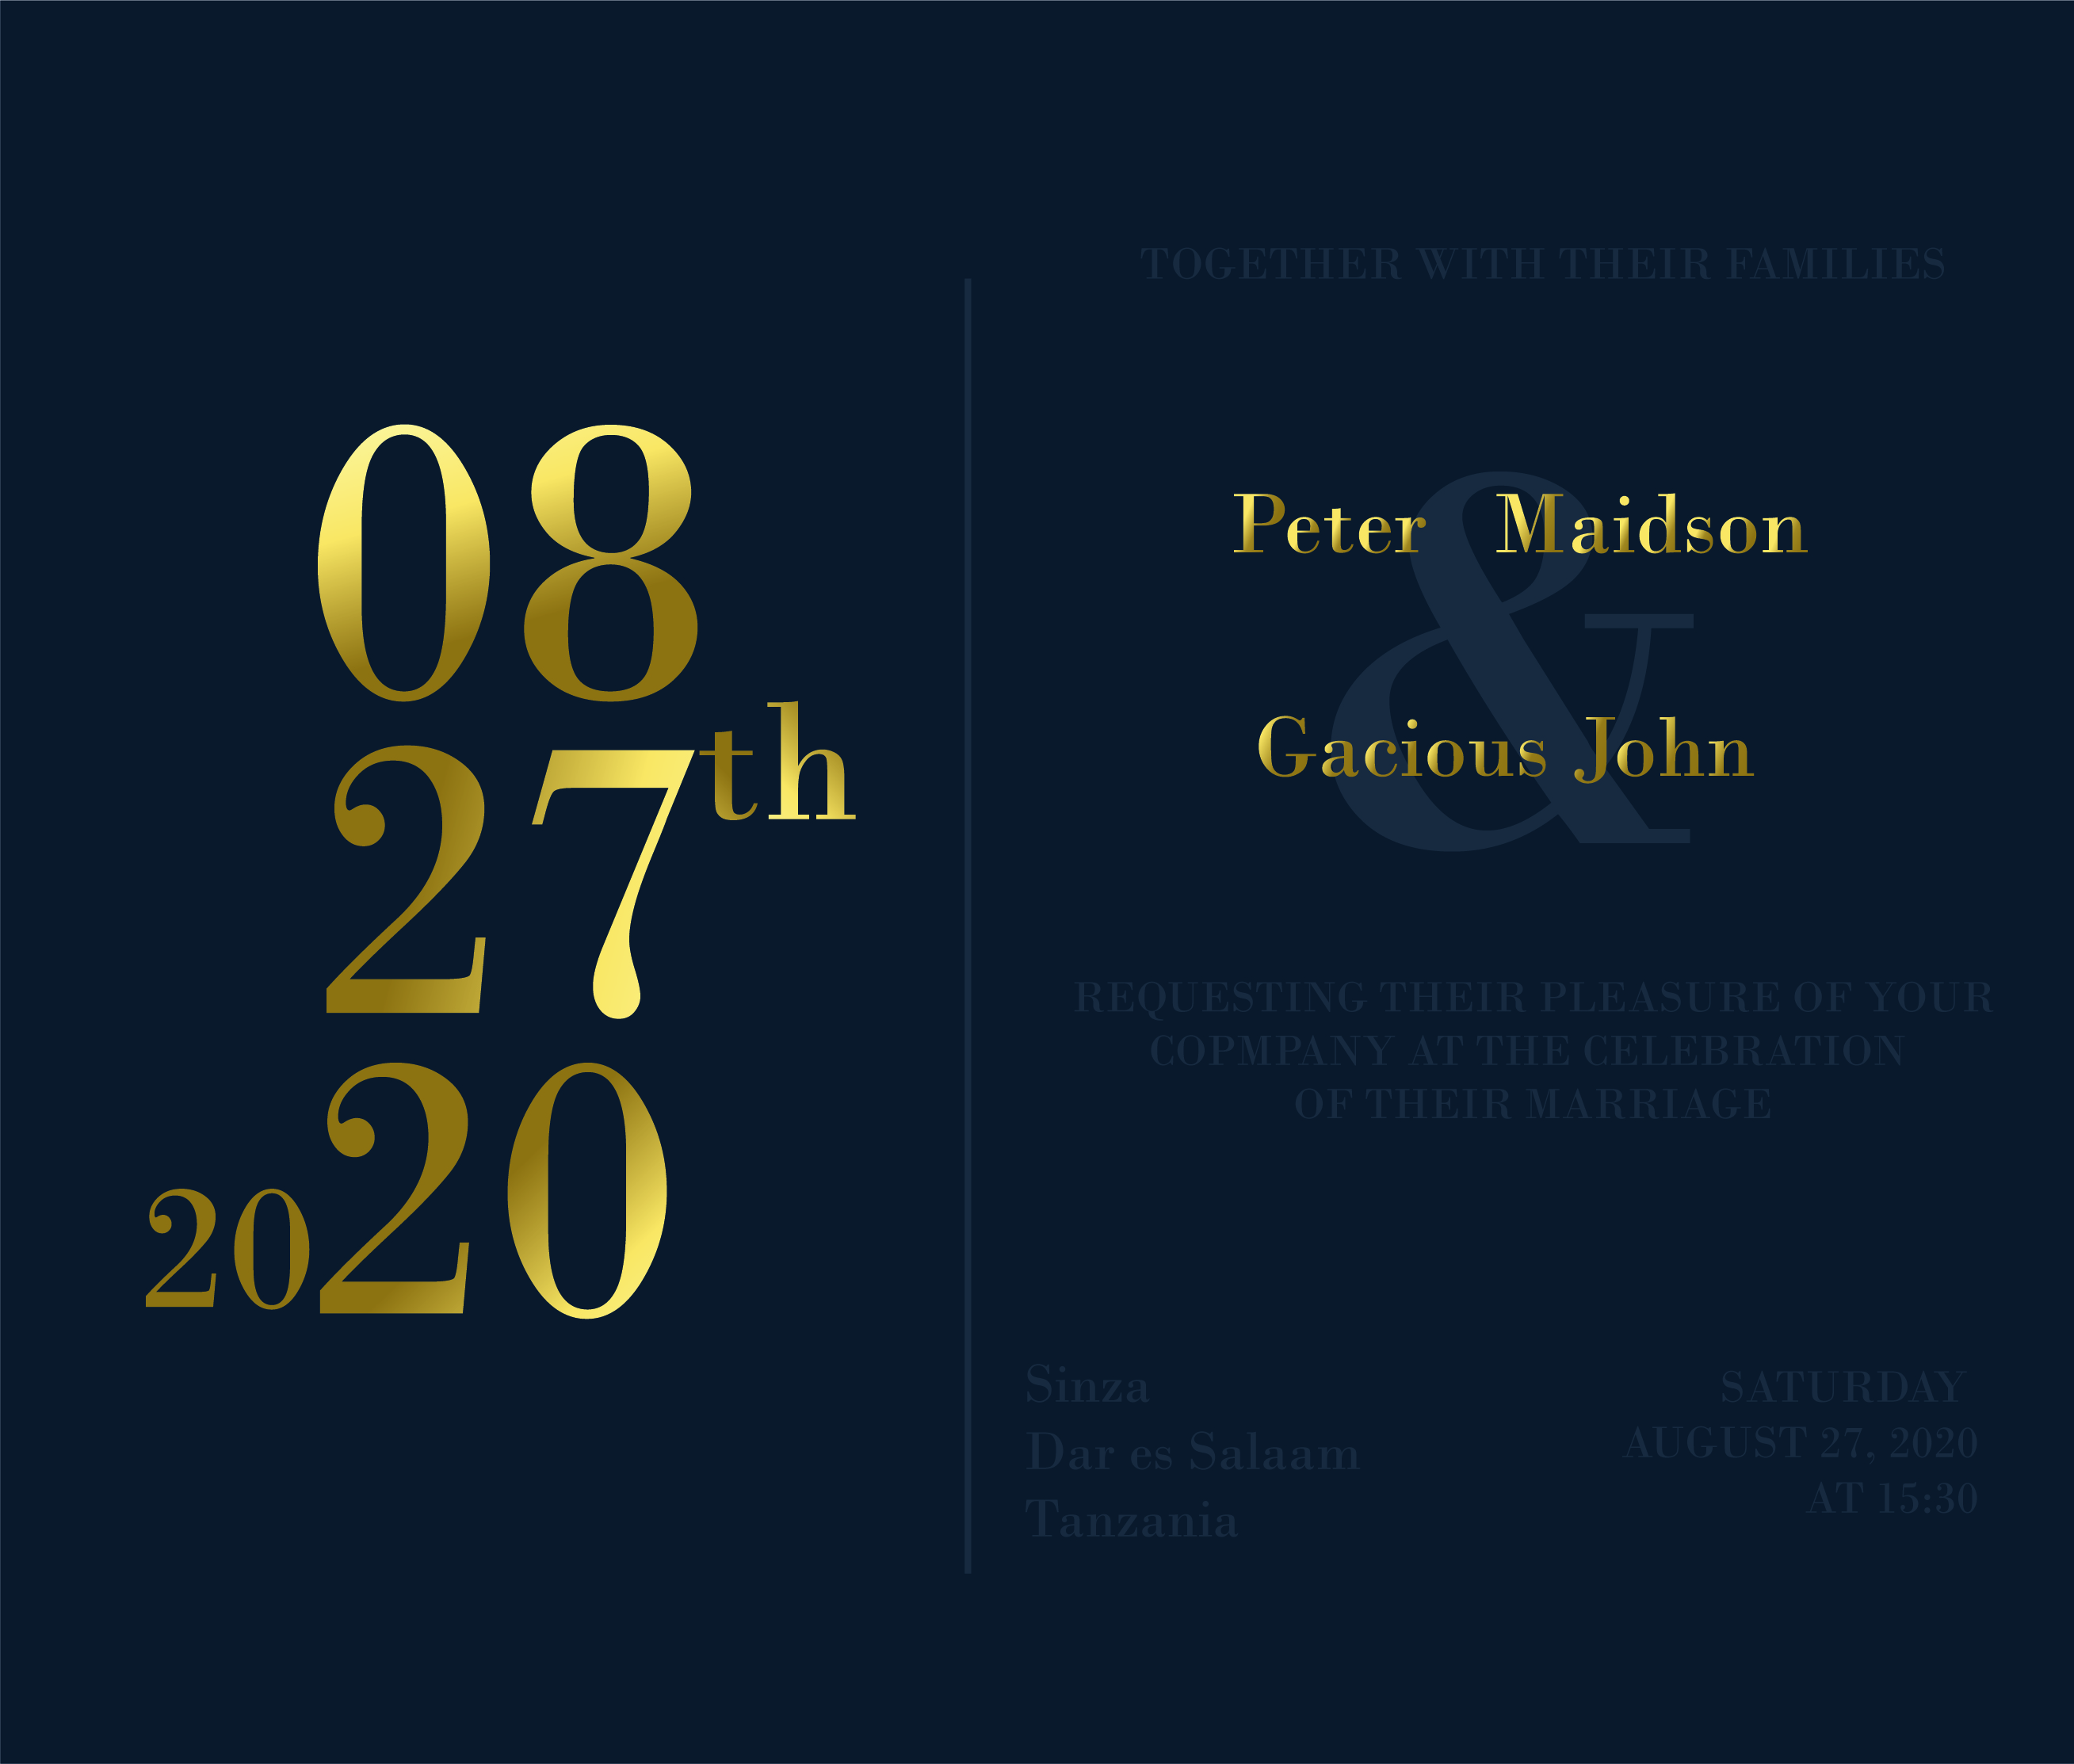 08
27th
2020
TOGETHER WITH THEIR FAMILIES
Peter Maidson
&
Gacious John
REQUESTING THEIR PLEASURE OF YOUR
COPMPANY AT THE CELEBRATION
OF THEIR MARRIAGE
Sinza
Dar es Salaam
Tanzania
SATURDAY
AUGUST 27, 2020
AT 15:30